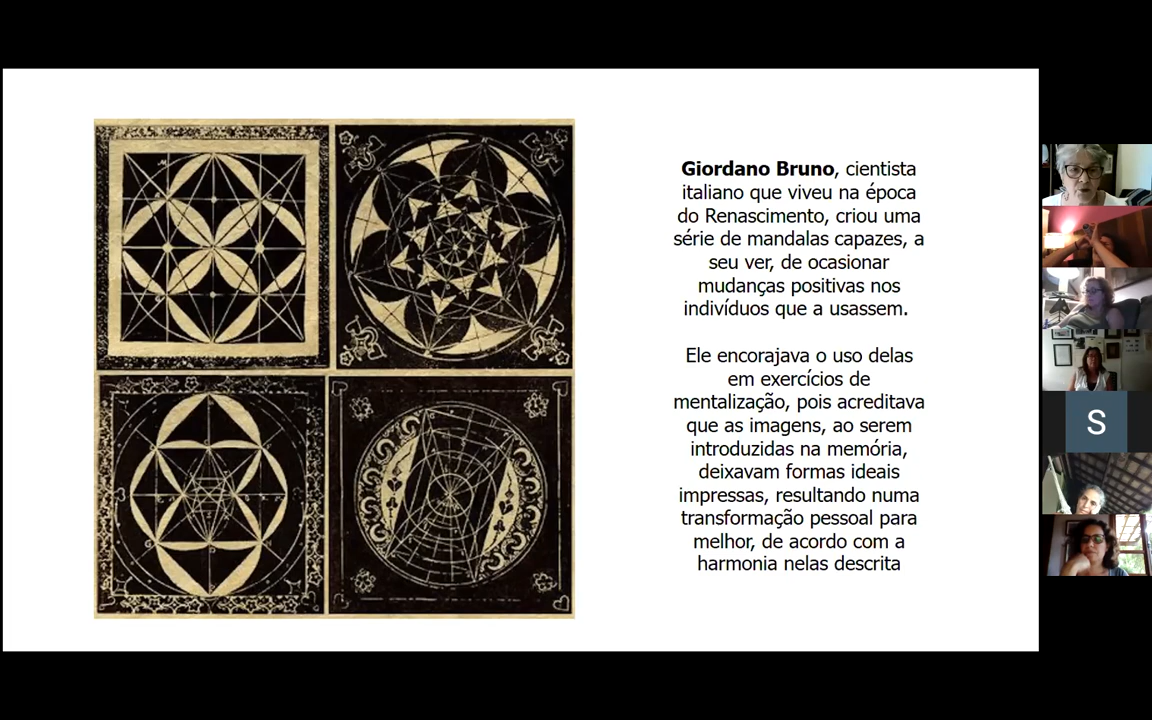 Giordano Bruno, cientista
italiano que viveu na época
do Renascimento, criou uma
série de mandalas capazes, a
seu ver, de ocasionar
mudanças positivas nos
indivíduos que a usassem.
Ele encorajava o uso delas
em exercícios de
mentalização, pois acreditava
que as imagens, ao serem
introduzidas na memória,
deixavam formas ideais
impressas, resultando numa
transformação pessoal para
melhor, de acordo com a
harmonia nelas descrita
S